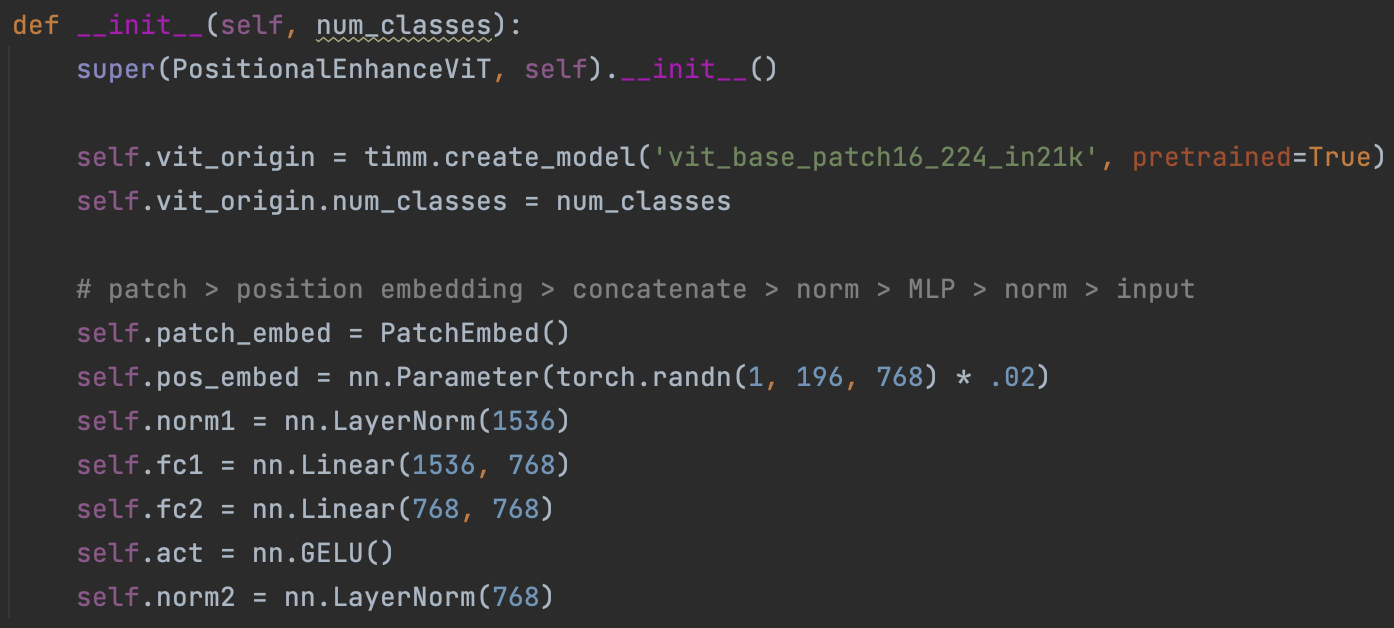 def __init__(self, num_classes):
super(PositionalEnhanceViT, self).__init__()
self.vit_origin = timm.create_model('vit_base_patch16_224_in21k', pretrained=True)
self.vit_origin.num_classes = num_classes
# patch > position embedding > concatenate > norm > MLP > norm > input
self.patch_embed = PatchEmbed()
self.pos_embed = nn.Parameter(torch.randn(1, 196, 768) * .02)
self.norm1 = nn.LayerNorm(1536)
self.fc1 = nn.Linear(1536, 768)
self.fc2 = nn.Linear(768, 768)
self.act = nn.GELU()
self.norm2 = nn.LayerNorm(768)